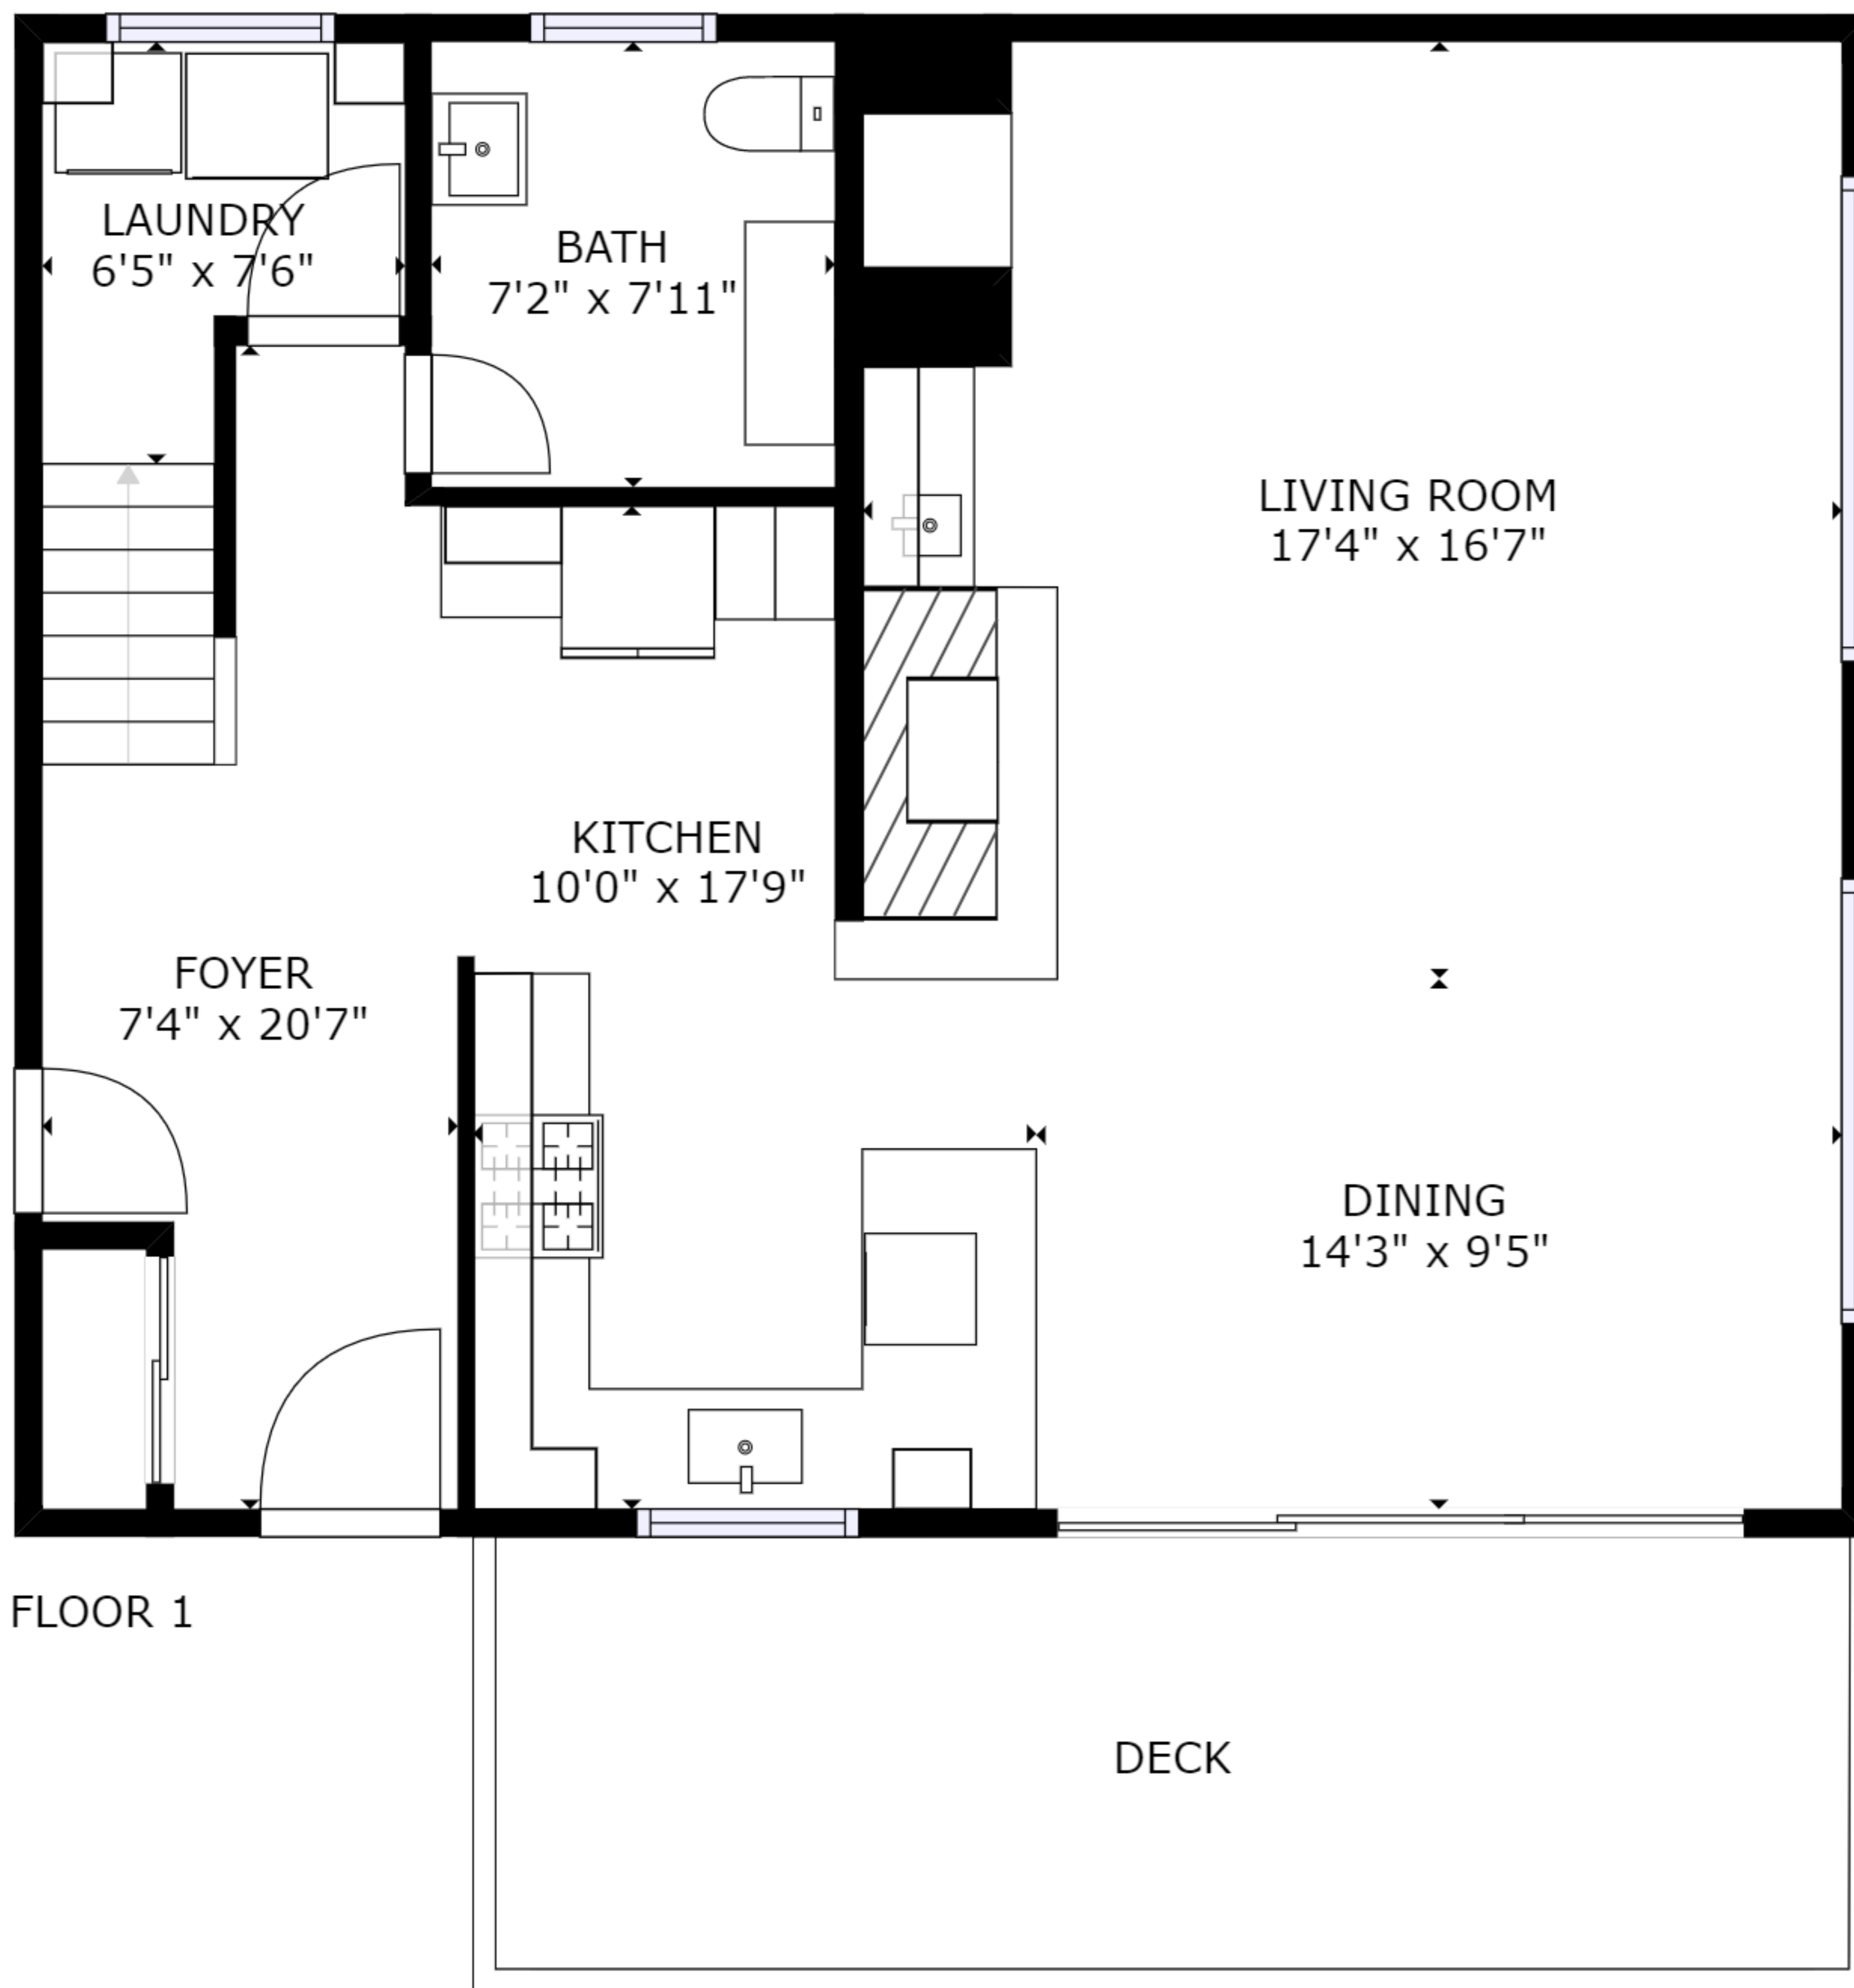 LAUNDRY
6'5" x 7'6"
BATH
7'2" x 7'11"
LIVING ROOM
17'4" x 16'7"
KITCHEN
10'0" x 17'9"
FOYER
7'4" x 20'7"
DINING
14'3" x 9'5"
FLOOR 1
DECK